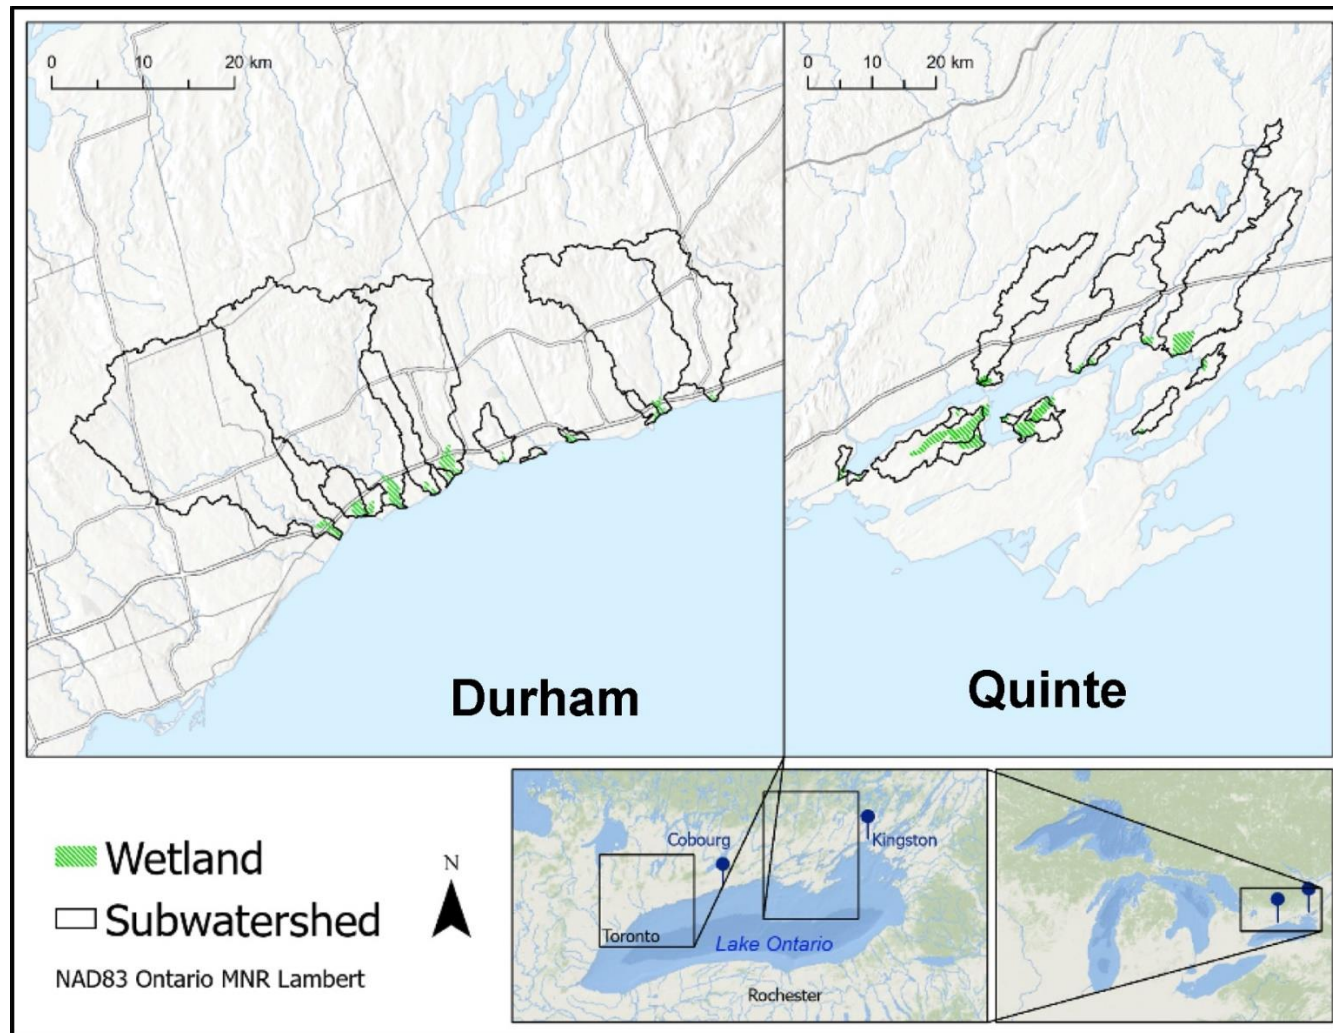 0 10 20 km
0 10 20 km
Durham
Quinte
Wetland
Subwatershed
NAD83 Ontario MNR Lambert
N
Cobourg
Kingston
Toronto
Lake Ontario
Rochester